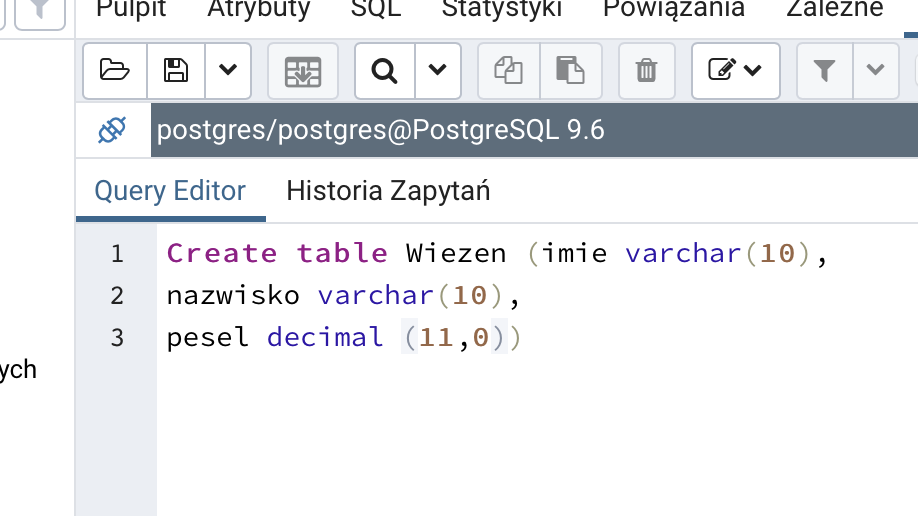 Pulpit Atrybuty SQL Statystyki Powiązania Zależne
postgres/postgres@PostgreSQL 9.6
Query Editor Historia Zapytań
1 Create table Wiezen (imie varchar(10),
2 nazwisko varchar(10),
3 pesel decimal (11,0))
ych